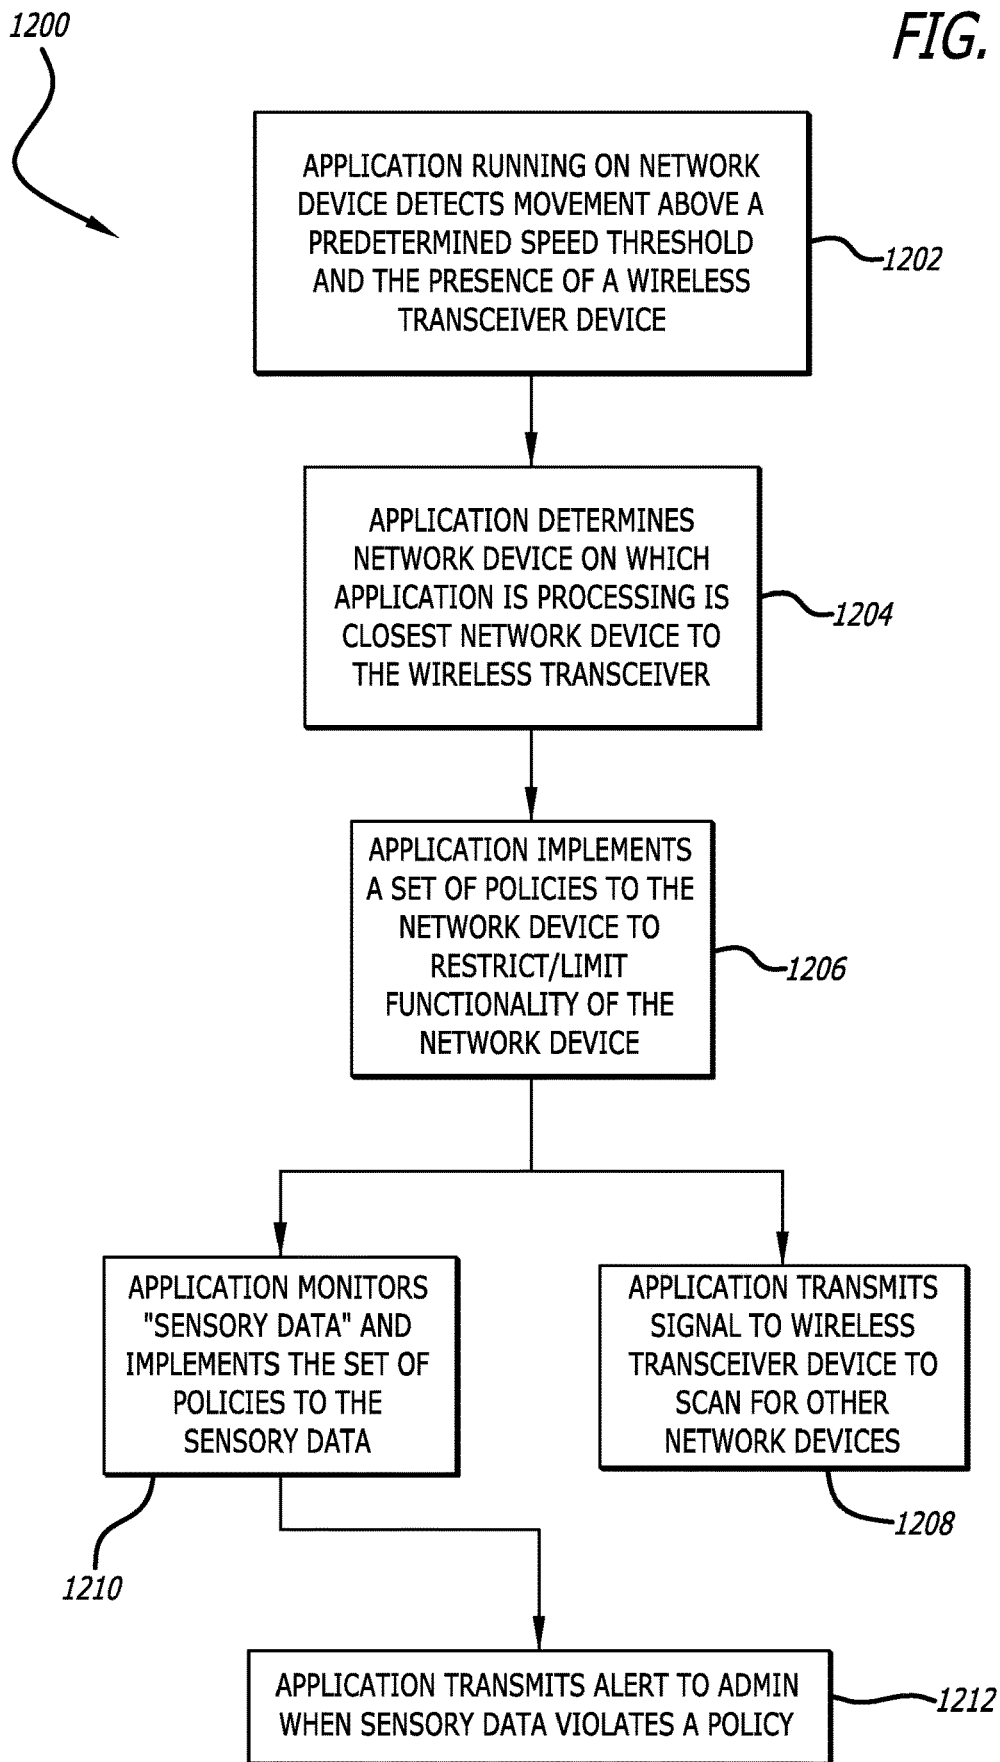 1200
FIG.
APPLICATION RUNNING ON NETWORK
DEVICE DETECTS MOVEMENT ABOVE A
PREDETERMINED SPEED THRESHOLD
AND THE PRESENCE OF A WIRELESS
TRANSCEIVER DEVICE
1202
APPLICATION DETERMINES
NETWORK DEVICE ON WHICH
APPLICATION IS PROCESSING IS
CLOSEST NETWORK DEVICE TO
THE WIRELESS TRANSCEIVER
1204
APPLICATION IMPLEMENTS
A SET OF POLICIES TO THE
NETWORK DEVICE TO
RESTRICT/LIMIT
FUNCTIONALITY OF THE
NETWORK DEVICE
1206
APPLICATION MONITORS
"SENSORY DATA" AND
IMPLEMENTS THE SET OF
POLICIES TO THE
SENSORY DATA
1210
APPLICATION TRANSMITS
SIGNAL TO WIRELESS
TRANSCEIVER DEVICE TO
SCAN FOR OTHER
NETWORK DEVICES
1208
APPLICATION TRANSMITS ALERT TO ADMIN
WHEN SENSORY DATA VIOLATES A POLICY
1212